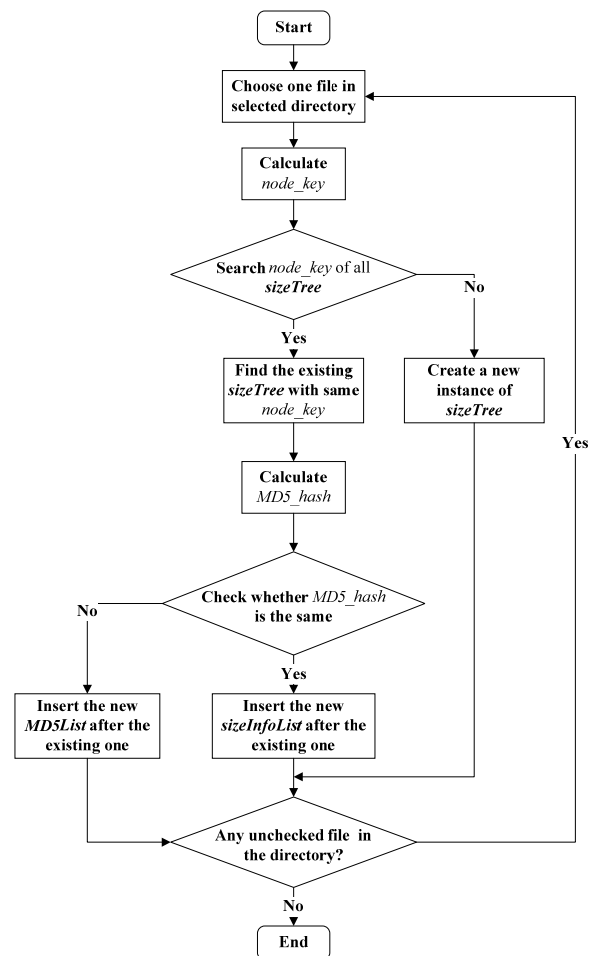 Start
Choose one file in
selected directory
Calculate
node_key
Search node_key of all
sizeTree
No
Yes
Find the existing
sizeTree with same
node_key
Create a new
instance of
sizeTree
Yes
Calculate
MD5_hash
Check whether MD5_hash
is the same
No
Yes
Insert the new
MD5List after the
existing one
Insert the new
sizeInfoList after the
existing one
Any unchecked file in
the directory?
No
End